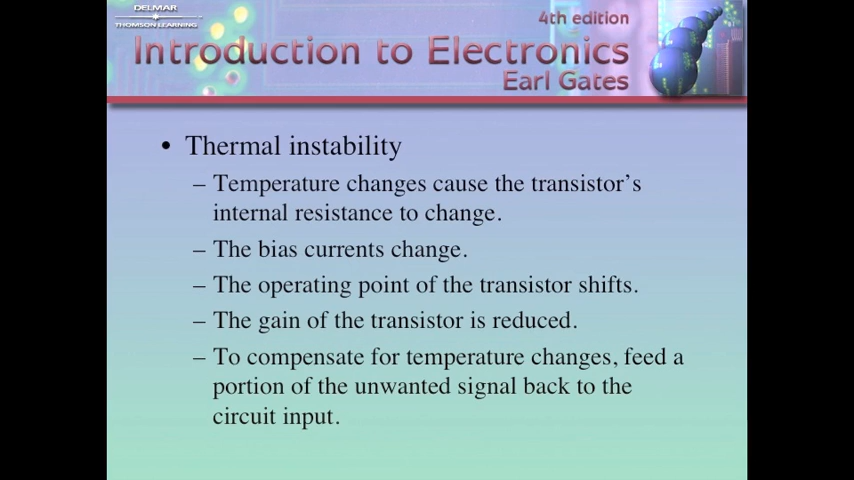 DELMAR
THOMSON LEARNING
4th edition
Introduction to Electronics
Earl Gates
• Thermal instability
– Temperature changes cause the transistor’s
internal resistance to change.
– The bias currents change.
– The operating point of the transistor shifts.
– The gain of the transistor is reduced.
– To compensate for temperature changes, feed a
portion of the unwanted signal back to the
circuit input.